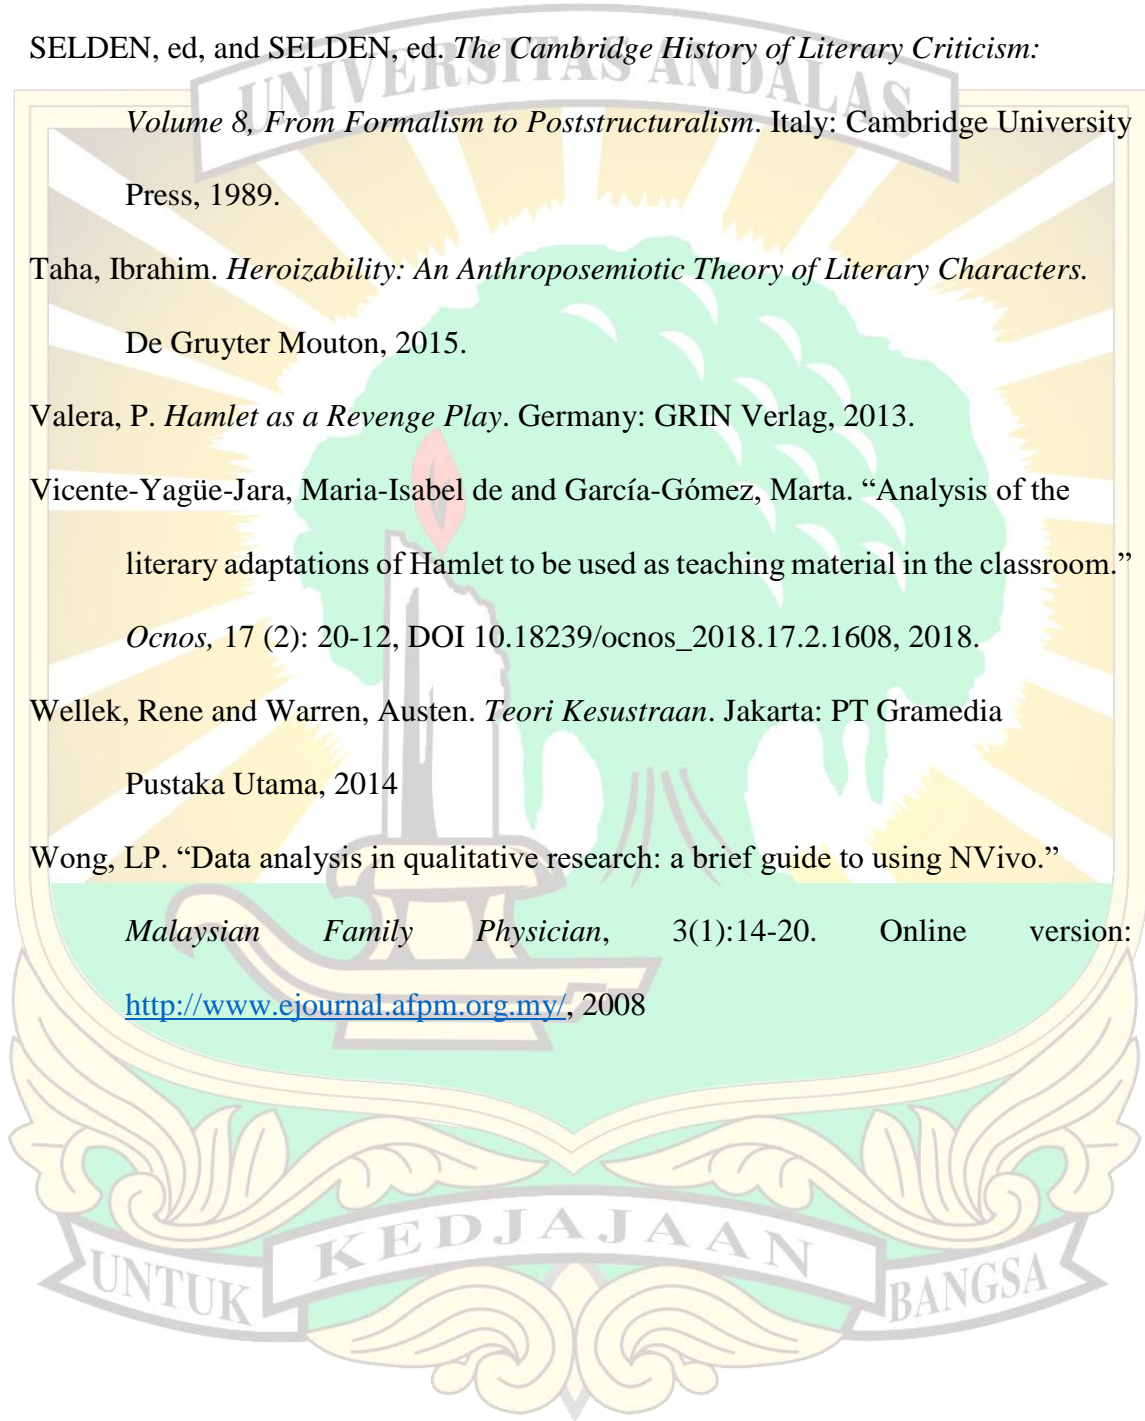 UNIVERSITAS ANDALAS
SELDEN, ed, and SELDEN, ed. The Cambridge History of Literary Criticism:
Volume 8, From Formalism to Poststructuralism. Italy: Cambridge University
Press, 1989.
Taha, Ibrahim. Heroizability: An Anthroposemiotic Theory of Literary Characters.
De Gruyter Mouton, 2015.
Valera, P. Hamlet as a Revenge Play. Germany: GRIN Verlag, 2013.
Vicente-Yagüe-Jara, Maria-Isabel de and García-Gómez, Marta. “Analysis of the
literary adaptations of Hamlet to be used as teaching material in the classroom.”
Ocnos, 17 (2): 20-12, DOI 10.18239/ocnos_2018.17.2.1608, 2018.
Wellek, Rene and Warren, Austen. Teori Kesustraan. Jakarta: PT Gramedia
Pustaka Utama, 2014
Wong, LP. “Data analysis in qualitative research: a brief guide to using NVivo.”
Malaysian Family Physician, 3(1):14-20. Online version:
http://www.ejournal.afpm.org.my/, 2008
UNTUK KEDJAJAAN BANGSA